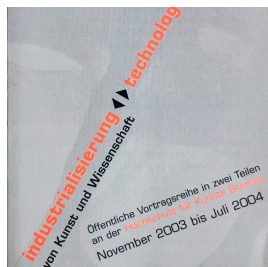 industrialisierung ◀▶ technolog
von Kunst und Wissenschaft
Öffentliche Vortragsreihe in zwei Teilen
an der Hochschule für Künste Bremen
November 2003 bis Juli 2004